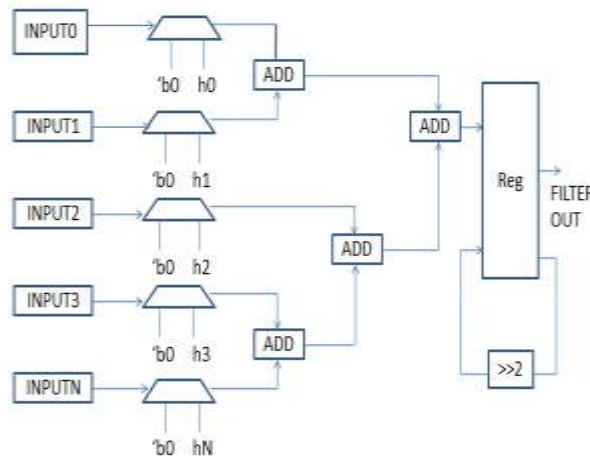 INPUT0
'b0 h0
ADD
INPUT1
'b0 h1
ADD
Reg
FILTER
OUT
INPUT2
'b0 h2
ADD
INPUT3
'b0 h3
ADD
>>2
INPUTN
'b0 hN